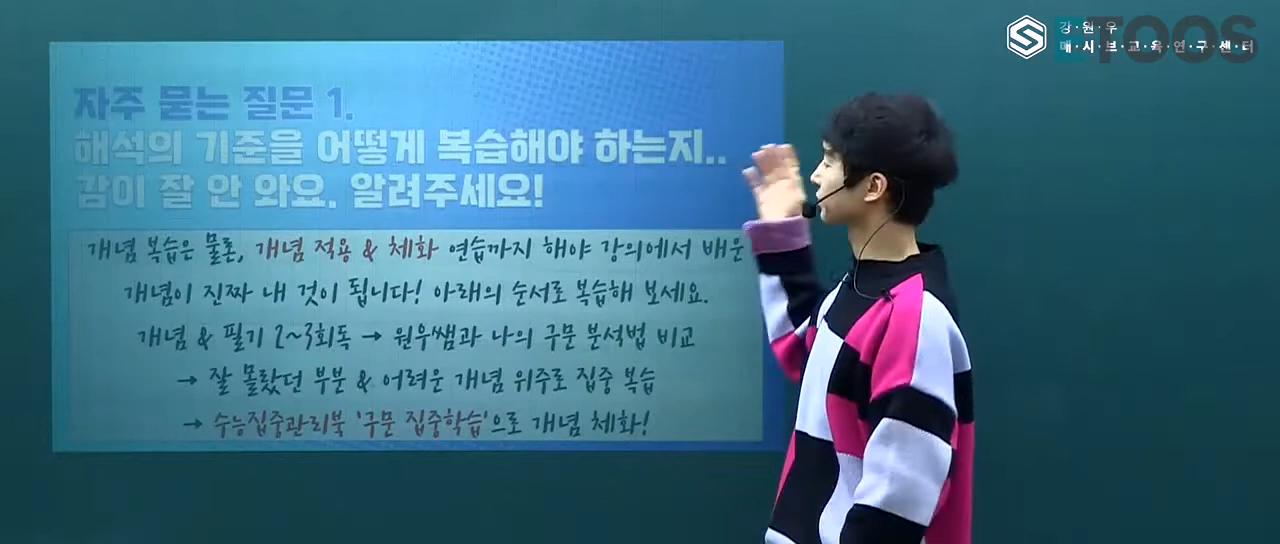 강·원·우
매·시·브·교·육·연·구·센·터
ETOOS
자주 묻는 질문 1.
해석의 기준을 어떻게 복습해야 하는지..
감이 잘 안 와요. 알려주세요!
개념 복습은 물론, 개념 적용 & 체화 연습까지 해야 강의에서 배운
개념이 진짜 내 것이 됩니다! 아래의 순서로 복습해 보세요.
개념 & 필기 2~3회독 → 원우쌤과 나의 구문 분석법 비교
→ 잘 몰랐던 부분 & 어려운 개념 위주로 집중 복습
→ 수능집중관리북 '구문 집중학습'으로 개념 체화!